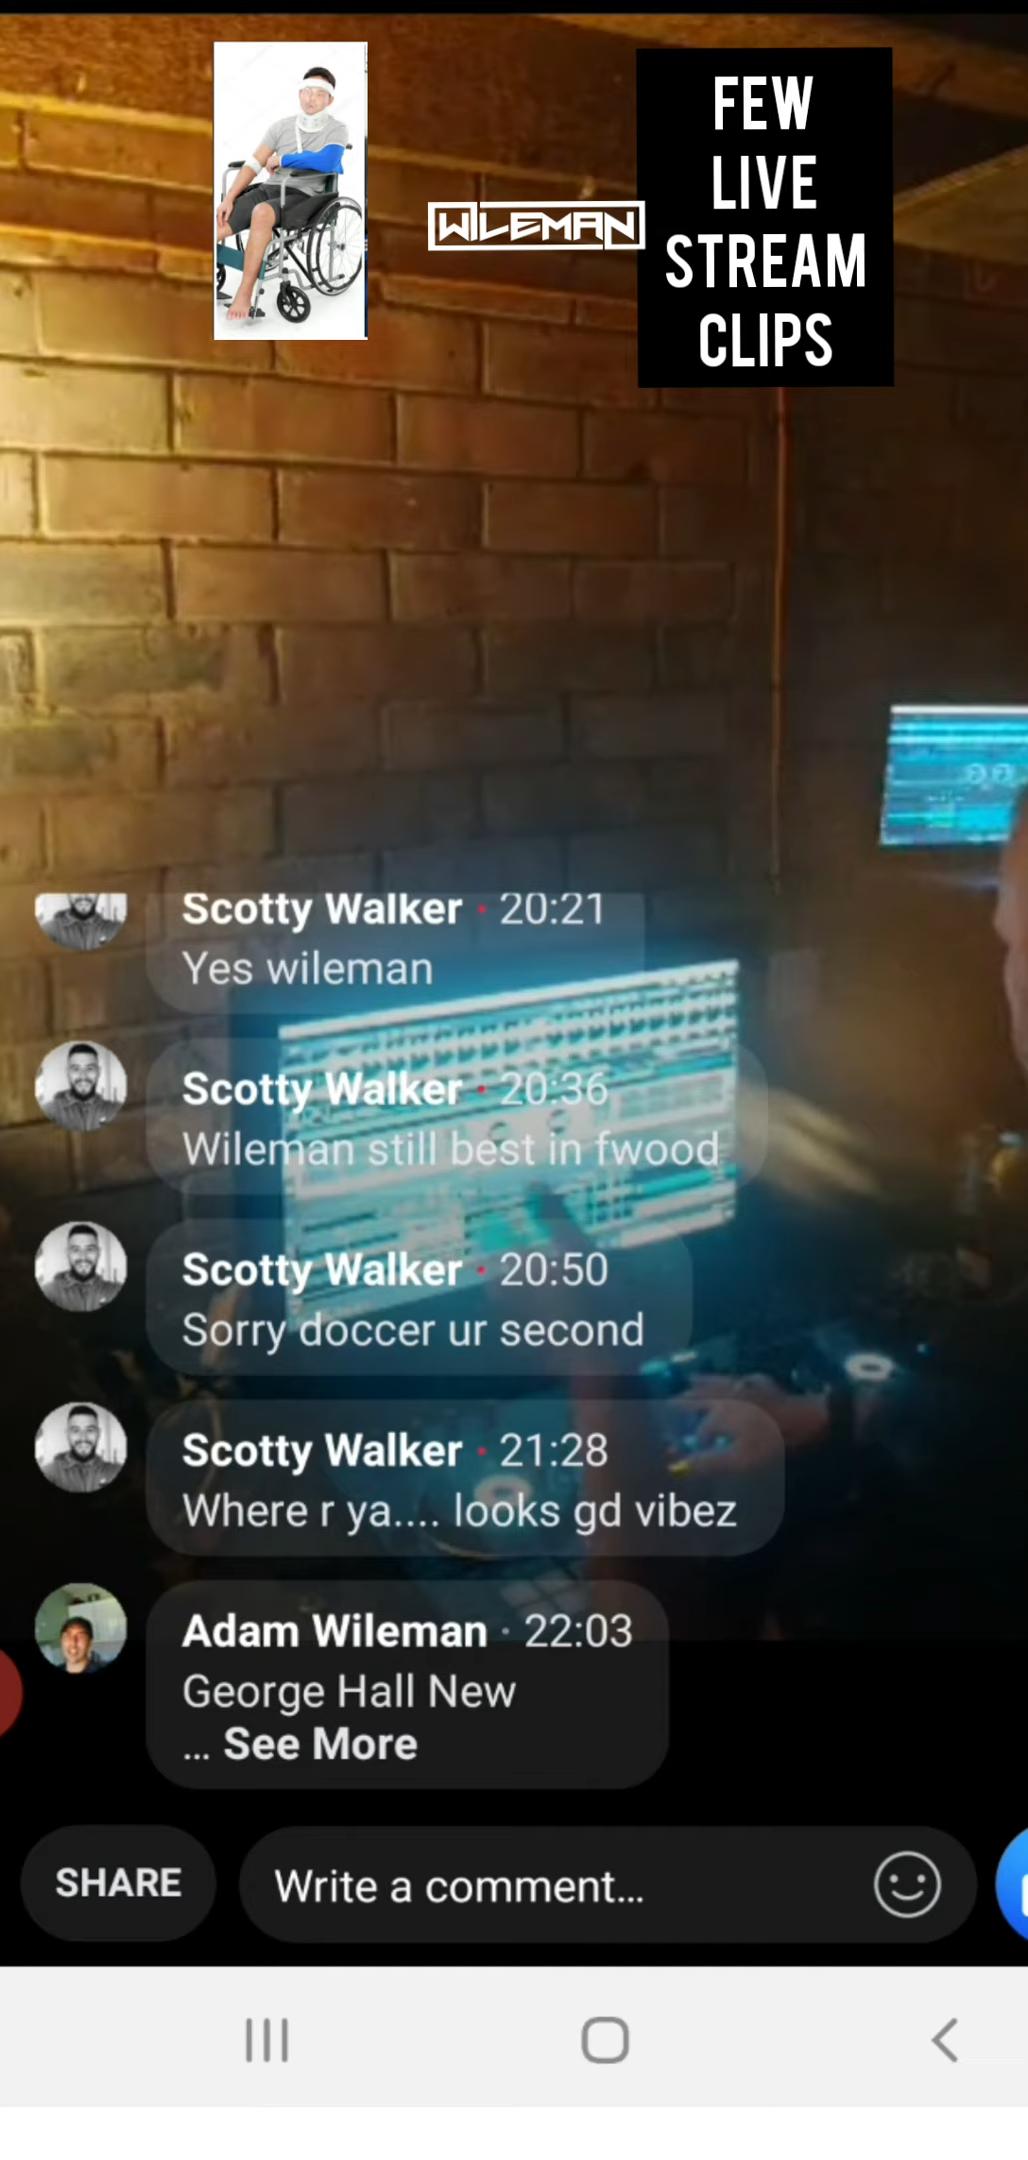 FEW
LIVE
STREAM
CLIPS
WILEMAN
Scotty Walker · 20:21
Yes wileman
Scotty Walker · 20:36
Wileman still best in fwood
Scotty Walker · 20:50
Sorry doccer ur second
Scotty Walker · 21:28
Where r ya.... looks gd vibez
Adam Wileman · 22:03
George Hall New
... See More
SHARE
Write a comment...